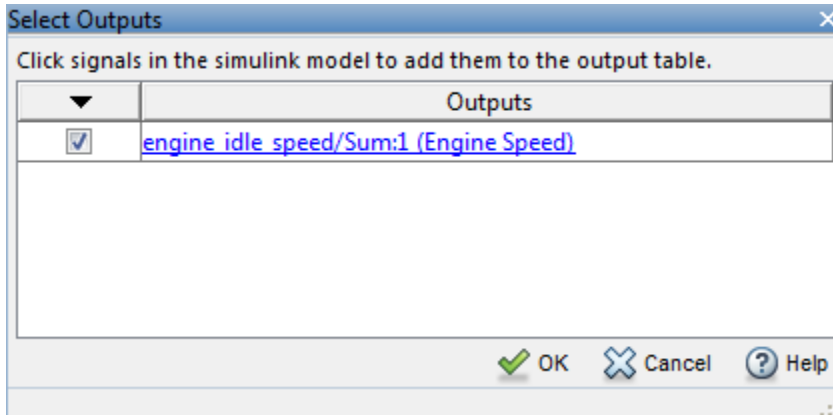 Select Outputs
Click signals in the simulink model to add them to the output table.
Outputs
engine_idle_speed/Sum:1 (Engine Speed)
OK Cancel Help